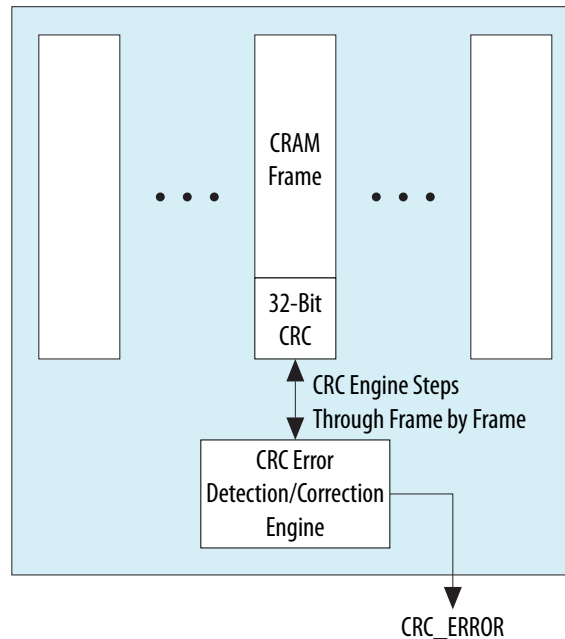 CRAM
Frame
32-Bit
CRC
CRC Engine Steps
Through Frame by Frame
CRC Error
Detection/Correction
Engine
CRC_ERROR